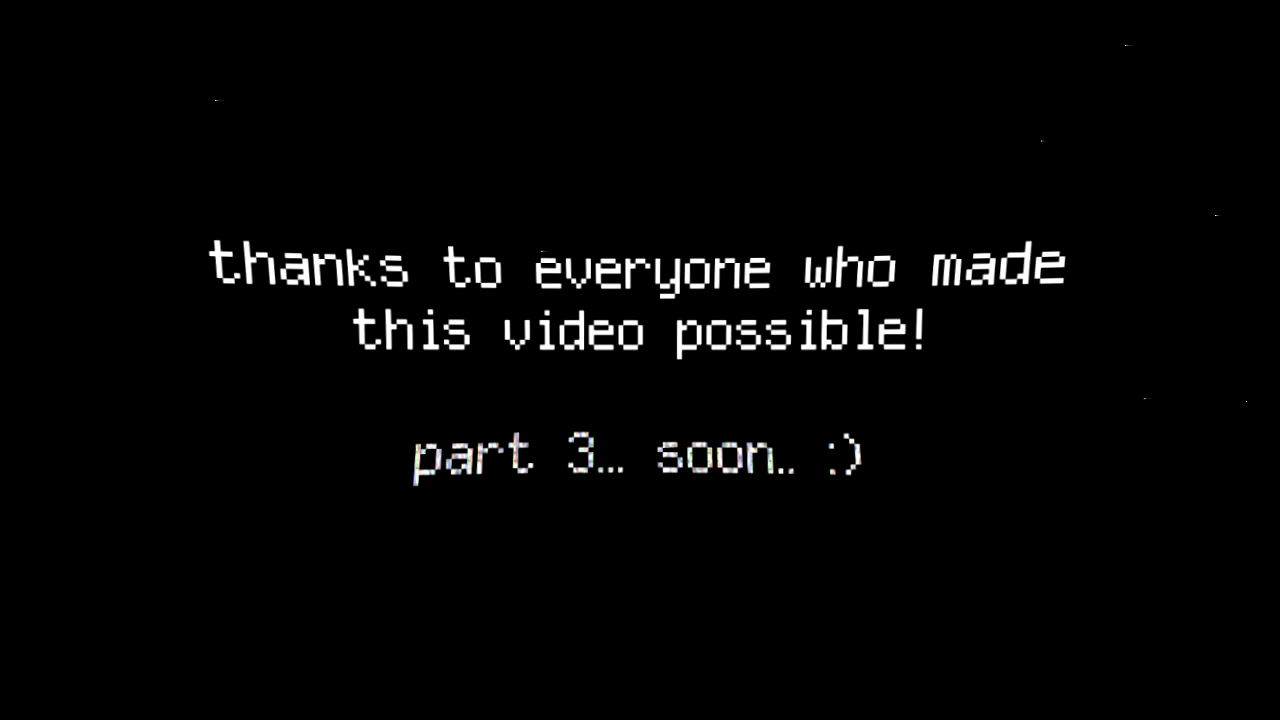 thanks to everyone who made
this video possible!
part 3... soon.. :)